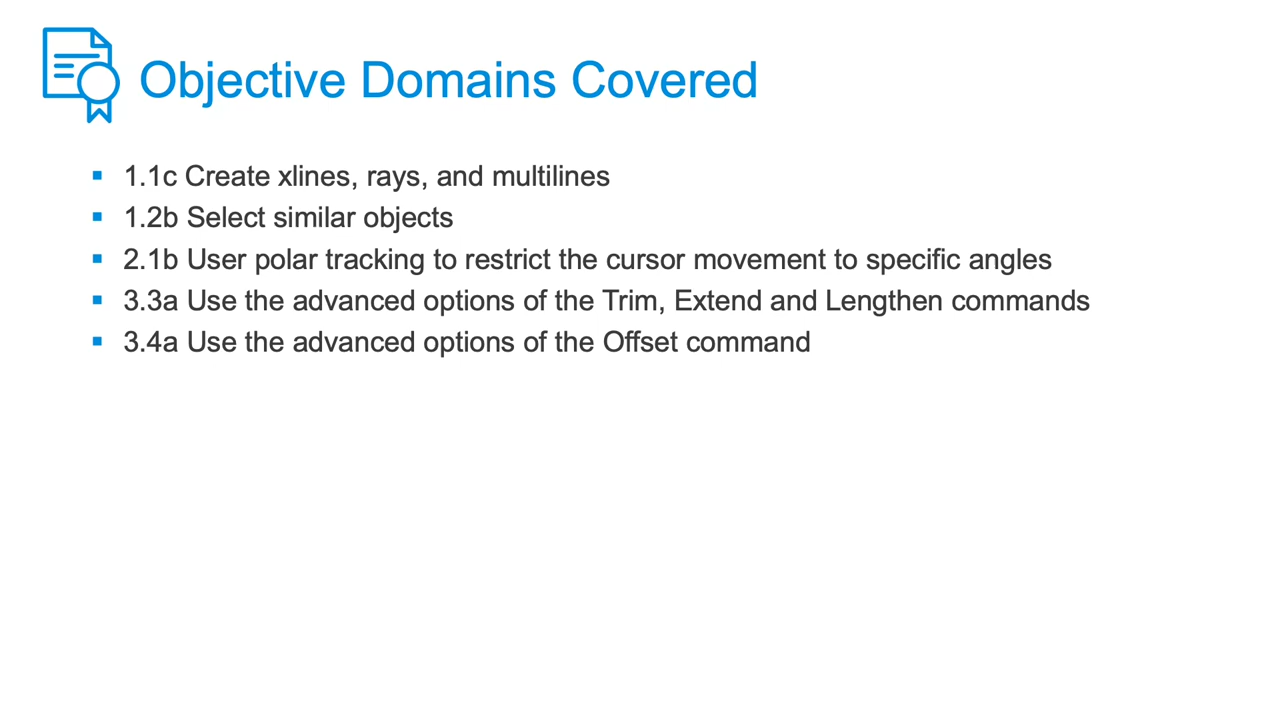 Objective Domains Covered
▪ 1.1c Create xlines, rays, and multilines
▪ 1.2b Select similar objects
▪ 2.1b User polar tracking to restrict the cursor movement to specific angles
▪ 3.3a Use the advanced options of the Trim, Extend and Lengthen commands
▪ 3.4a Use the advanced options of the Offset command